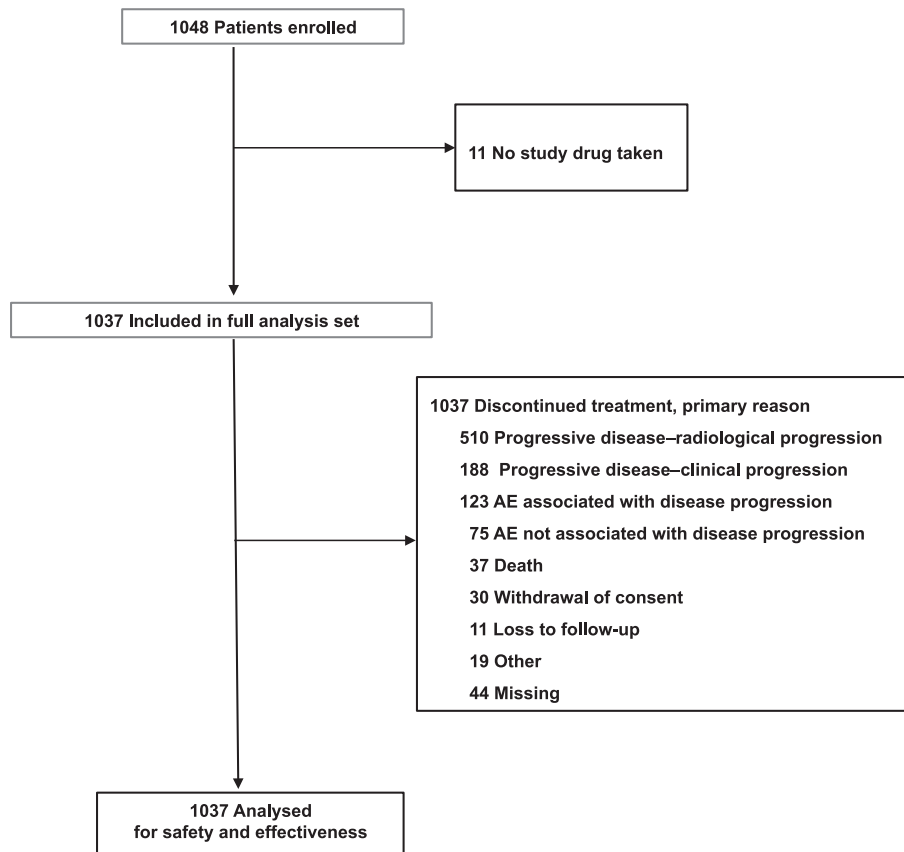 1048 Patients enrolled
11 No study drug taken
1037 Included in full analysis set
1037 Discontinued treatment, primary reason
510 Progressive disease–radiological progression
188 Progressive disease–clinical progression
123 AE associated with disease progression
75 AE not associated with disease progression
37 Death
30 Withdrawal of consent
11 Loss to follow-up
19 Other
44 Missing
1037 Analysed
for safety and effectiveness